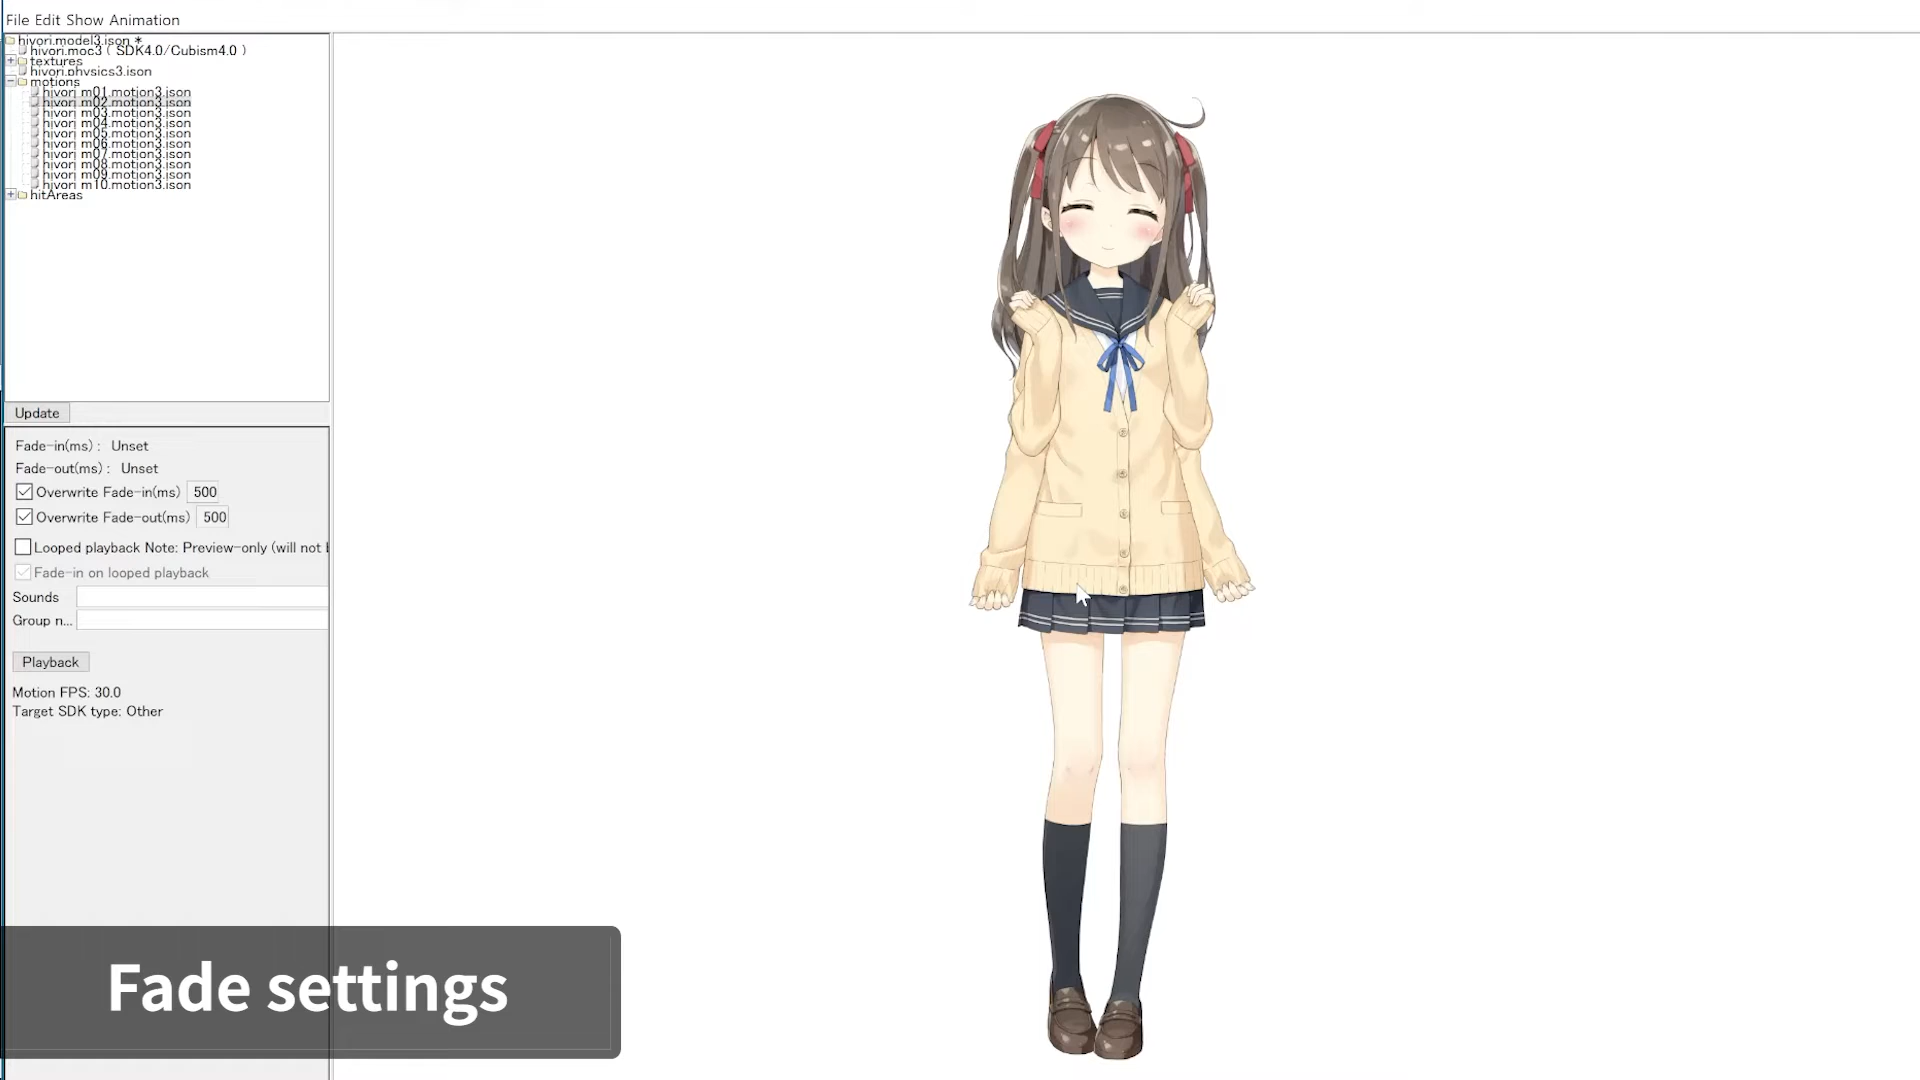 File Edit Show Animation
hiyori.model3.json *
hiyori.moc3 ( SDK4.0/Cubism4.0 )
textures
hiyori.physics3.json
motions
hiyori_m01.motion3.json
hiyori_m02.motion3.json
hiyori_m03.motion3.json
hiyori_m04.motion3.json
hiyori_m05.motion3.json
hiyori_m06.motion3.json
hiyori_m07.motion3.json
hiyori_m08.motion3.json
hiyori_m09.motion3.json
hiyori_m10.motion3.json
hitAreas
Update
Fade-in(ms) : Unset
Fade-out(ms) : Unset
Overwrite Fade-in(ms) 500
Overwrite Fade-out(ms) 500
Looped playback Note: Preview-only (will not
Fade-in on looped playback
Sounds
Group n...
Playback
Motion FPS: 30.0
Target SDK type: Other
Fade settings